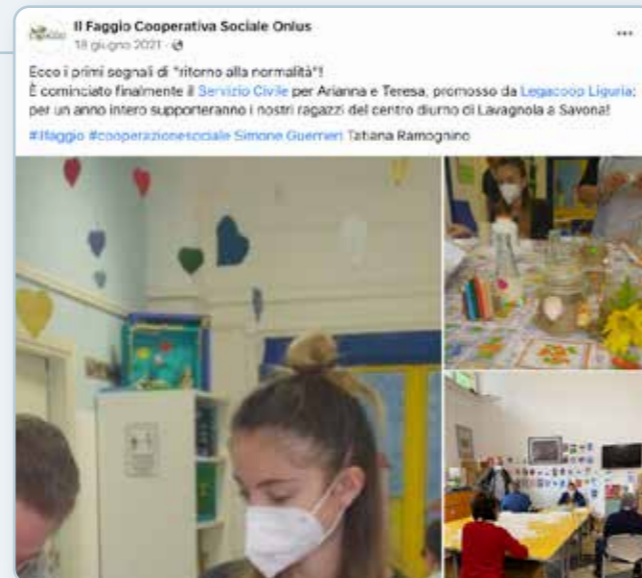 Il Faggio Cooperativa Sociale Onlus
18 giugno 2021 ·
Ecco i primi segnali di "ritorno alla normalità"!
È cominciato finalmente il Servizio Civile per Arianna e Teresa, promosso da Legacoop Liguria:
per un anno intero supporteranno i nostri ragazzi del centro diurno di Lavagnola a Savona!
#ilfaggio #cooperazionesociale Simone Guerrieri Tatiana Ramognino